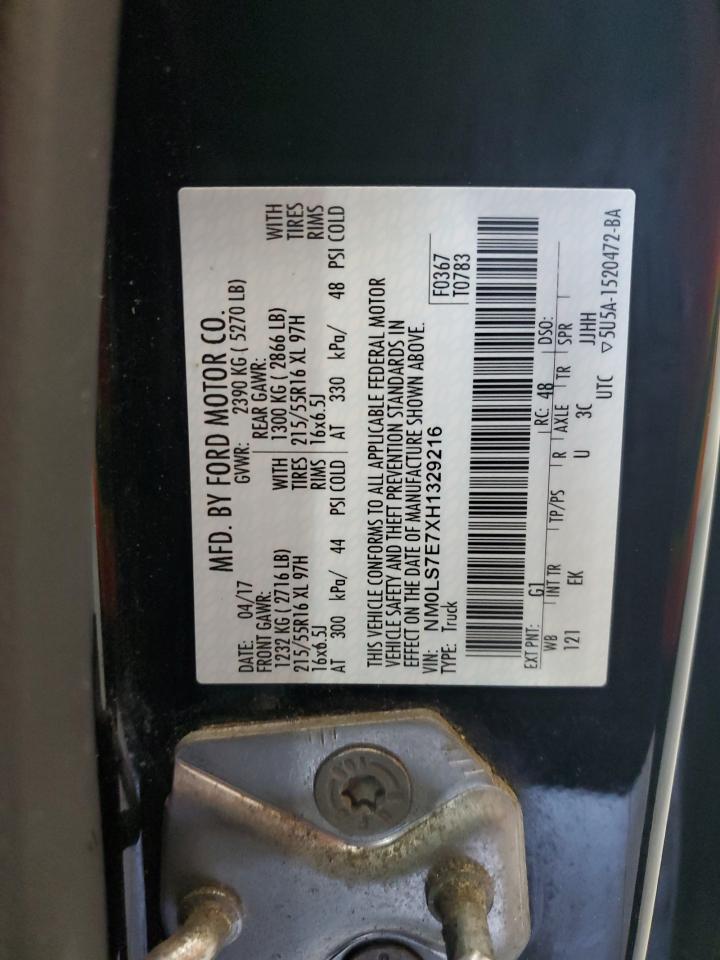 MFD. BY FORD MOTOR CO.
DATE: 04/17 GVWR: 2390 KG ( 5270 LB)
FRONT GAWR: REAR GAWR:
1232 KG ( 2716 LB) WITH 1300 KG ( 2866 LB) WITH
215/55R16 XL 97H TIRES 215/55R16 XL 97H TIRES
16x6.5J RIMS 16x6.5J RIMS
AT 300 kPa/ 44 PSI COLD AT 330 kPa/ 48 PSI COLD
THIS VEHICLE CONFORMS TO ALL APPLICABLE FEDERAL MOTOR
VEHICLE SAFETY AND THEFT PREVENTION STANDARDS IN
EFFECT ON THE DATE OF MANUFACTURE SHOWN ABOVE.
VIN: NM0LS7E7XH1329216 F0367
TYPE: Truck T0783
EXT PNT: G1 RC: 48 DSO:
WB INT TR TP/PS R AXLE TR SPR
121 EK U 3C JJHH
UTC ▽5U5A-1520472-BA